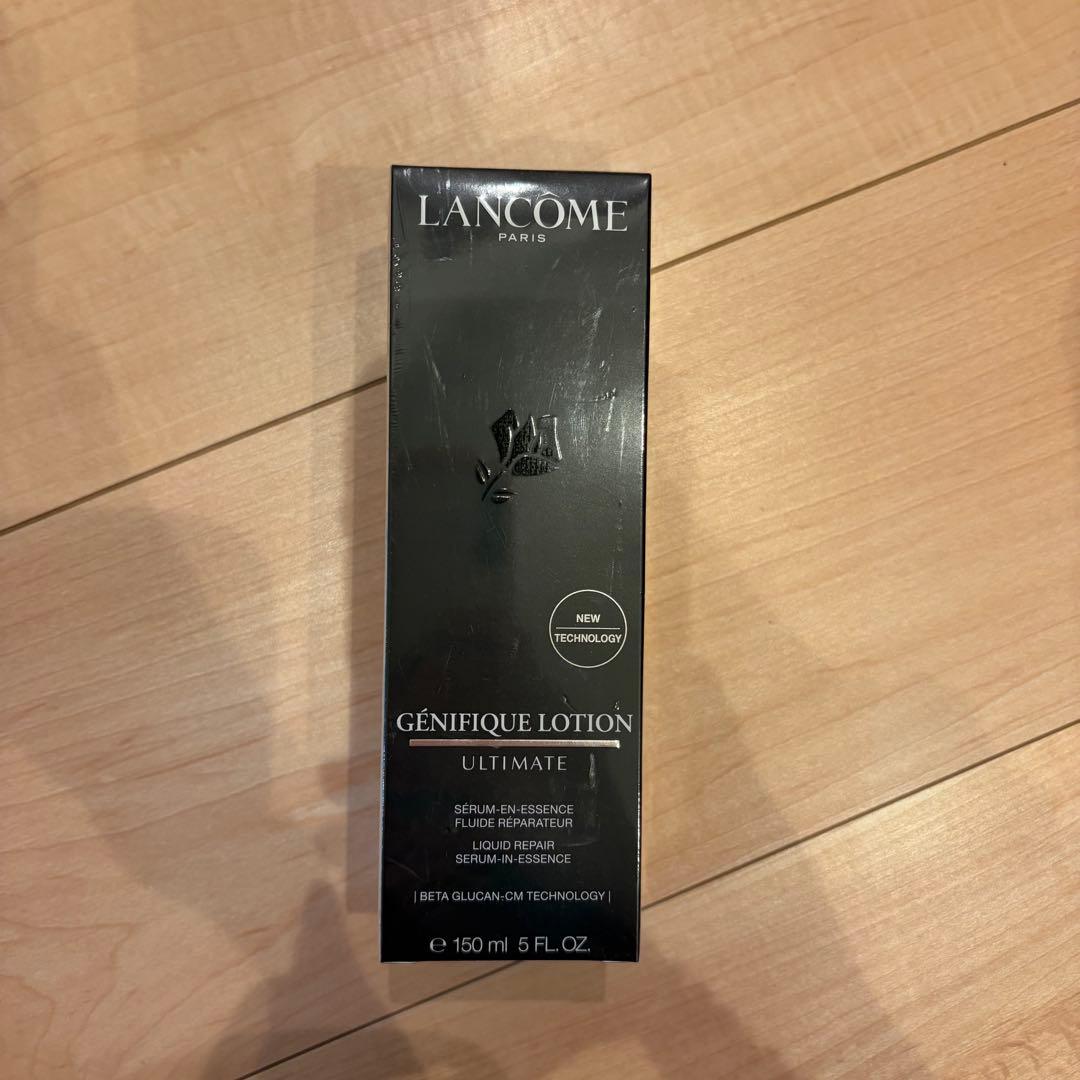 LANCÔME
PARIS
NEW
TECHNOLOGY
GÉNIFIQUE LOTION
ULTIMATE
SÉRUM-EN-ESSENCE
FLUIDE RÉPARATEUR
LIQUID REPAIR
SERUM-IN-ESSENCE
| BETA GLUCAN-CM TECHNOLOGY |
℮ 150 ml 5 FL. OZ.